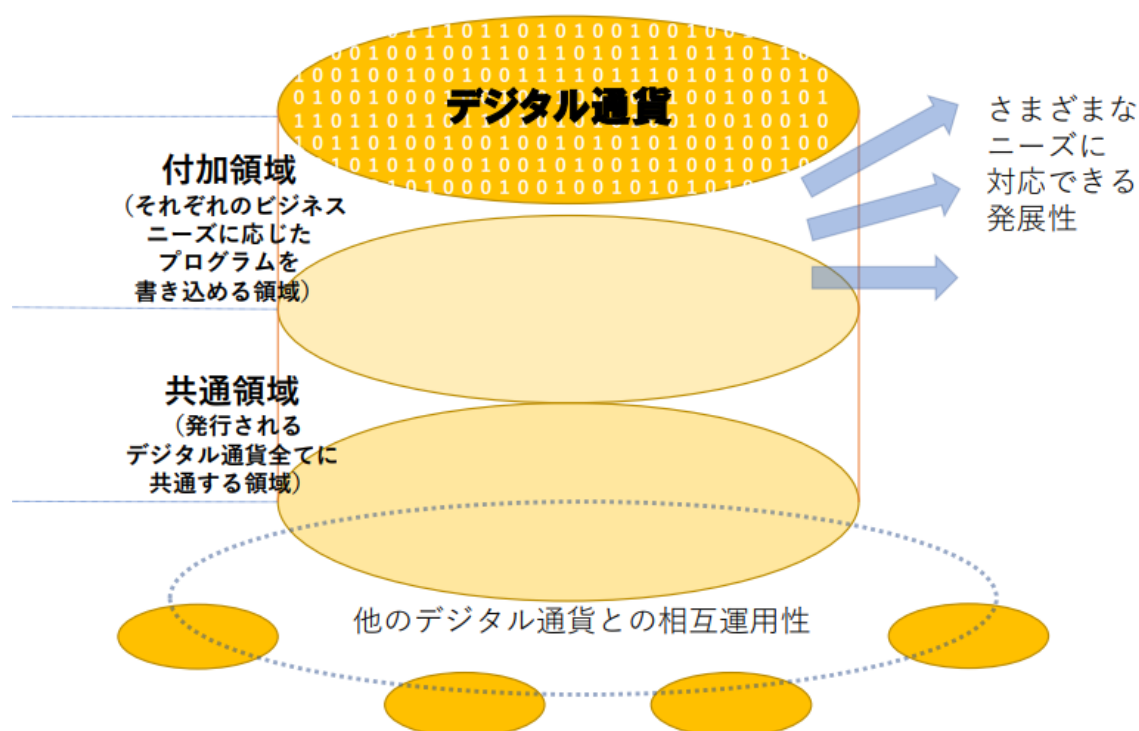 デジタル通貨
付加領域
（それぞれのビジネス
ニーズに応じた
プログラムを
書き込める領域）
さまざまな
ニーズに
対応できる
発展性
共通領域
（発行される
デジタル通貨全てに
共通する領域）
他のデジタル通貨との相互運用性